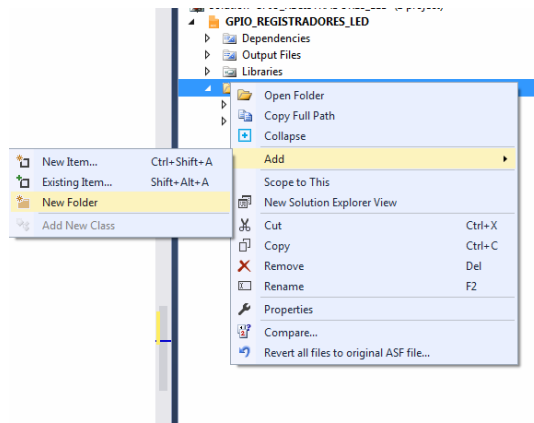 GPIO_REGISTRADORES_LED
Dependencies
Output Files
Libraries
Open Folder
Copy Full Path
Collapse
Add
Scope to This
New Solution Explorer View
Cut Ctrl+X
Copy Ctrl+C
Remove Del
Rename F2
Properties
Compare...
Revert all files to original ASF file...
New Item... Ctrl+Shift+A
Existing Item... Shift+Alt+A
New Folder
Add New Class